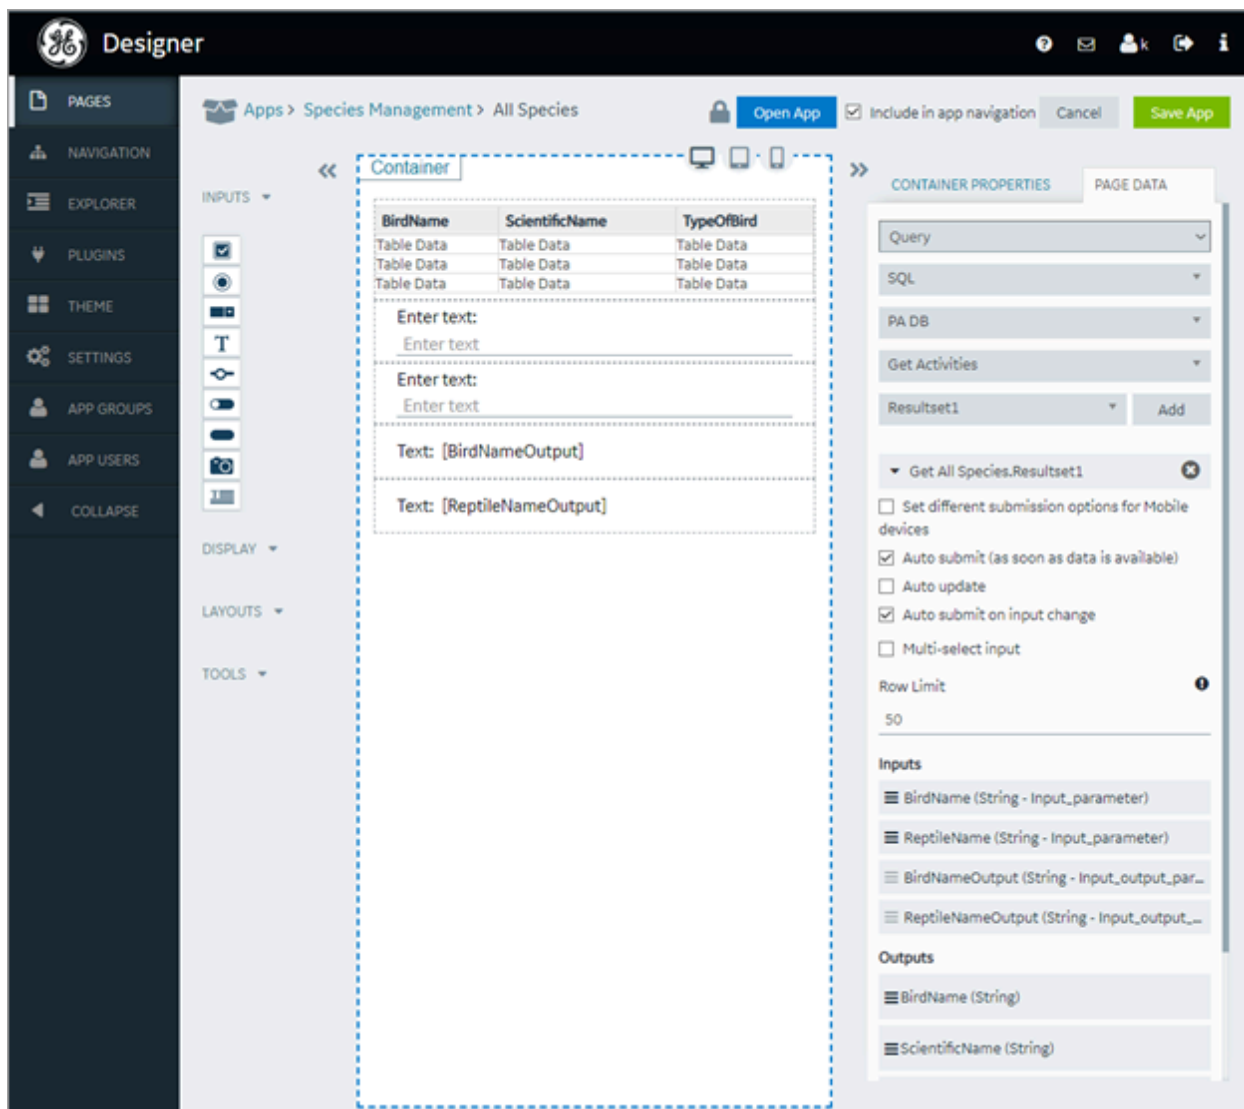 Designer
k
PAGES
NAVIGATION
EXPLORER
PLUGINS
THEME
SETTINGS
APP GROUPS
APP USERS
COLLAPSE
Apps > Species Management > All Species
Open App
Include in app navigation
Cancel
Save App
INPUTS
T
DISPLAY
LAYOUTS
TOOLS
Container
BirdName ScientificName TypeOfBird
Table Data Table Data Table Data
Table Data Table Data Table Data
Table Data Table Data Table Data
Enter text:
Enter text
Enter text:
Enter text
Text: [BirdNameOutput]
Text: [ReptileNameOutput]
CONTAINER PROPERTIES
PAGE DATA
Query
SQL
PA DB
Get Activities
Resultset1
Add
Get All Species.Resultset1
Set different submission options for Mobile
devices
Auto submit (as soon as data is available)
Auto update
Auto submit on input change
Multi-select input
Row Limit
50
Inputs
BirdName (String - Input_parameter)
ReptileName (String - Input_parameter)
BirdNameOutput (String - Input_output_par...
ReptileNameOutput (String - Input_output_...
Outputs
BirdName (String)
ScientificName (String)